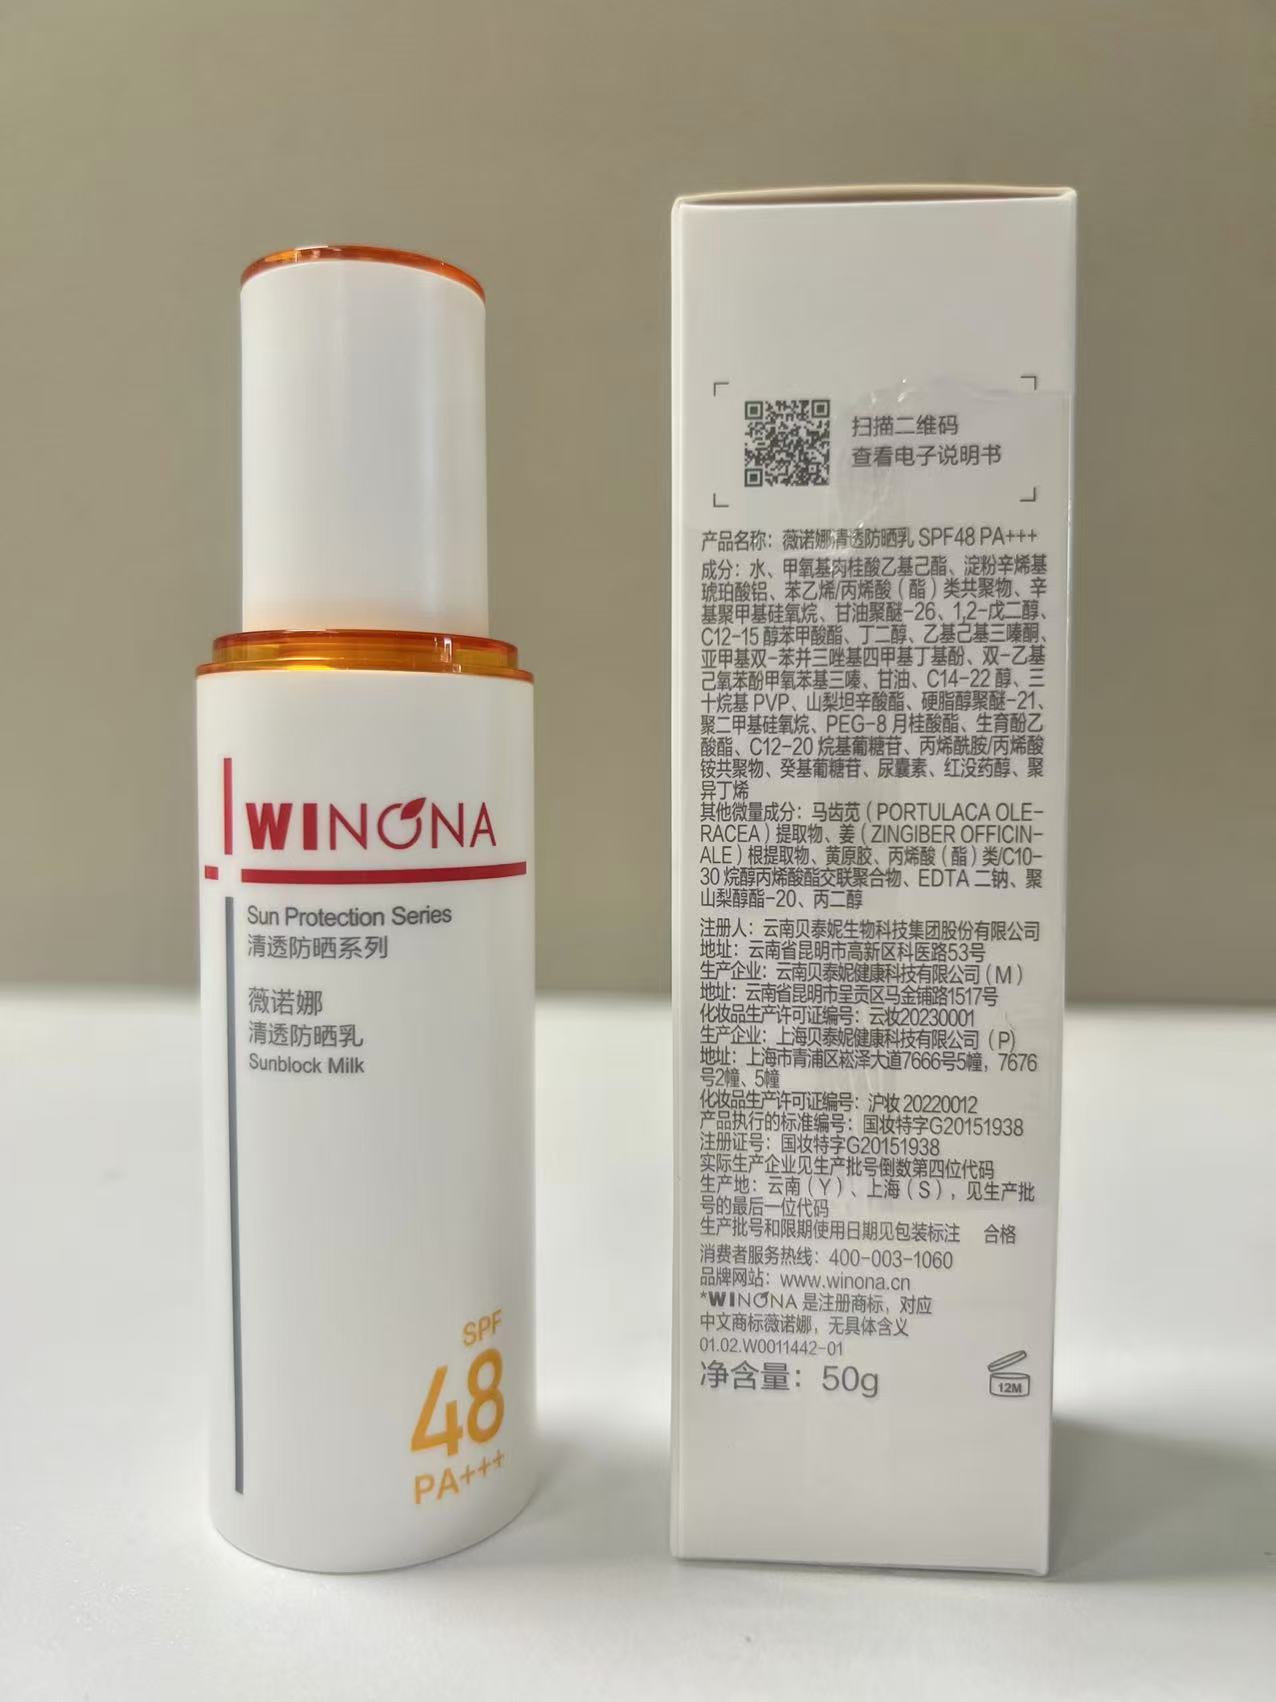 WINONA
Sun Protection Series
清透防晒系列
薇诺娜
清透防晒乳
Sunblock Milk
SPF
48
PA+++
扫描二维码
查看电子说明书
产品名称：薇诺娜清透防晒乳 SPF48 PA+++
成分：水、甲氧基肉桂酸乙基己酯、淀粉辛烯基
琥珀酸铝、苯乙烯/丙烯酸（酯）类共聚物、辛
基聚甲基硅氧烷、甘油聚醚-26、1,2-戊二醇、
C12-15 醇苯甲酸酯、丁二醇、乙基己基三嗪酮、
亚甲基双-苯并三唑基四甲基丁基酚、双-乙基
己氧苯酚甲氧苯基三嗪、甘油、C14-22 醇、三
十烷基 PVP、山梨坦辛酸酯、硬脂醇聚醚-21、
聚二甲基硅氧烷、PEG-8 月桂酸酯、生育酚乙
酸酯、C12-20 烷基葡糖苷、丙烯酰胺/丙烯酸
铵共聚物、癸基葡糖苷、尿囊素、红没药醇、聚
异丁烯
其他微量成分：马齿苋（PORTULACA OLE-
RACEA）提取物、姜（ZINGIBER OFFICIN-
ALE）根提取物、黄原胶、丙烯酸（酯）类/C10-
30 烷醇丙烯酸酯交联聚合物、EDTA 二钠、聚
山梨醇酯-20、丙二醇
注册人：云南贝泰妮生物科技集团股份有限公司
地址：云南省昆明市高新区科医路53号
生产企业：云南贝泰妮健康科技有限公司（M）
地址：云南省昆明市呈贡区马金铺路1517号
化妆品生产许可证编号：云妆20230001
生产企业：上海贝泰妮健康科技有限公司（P）
地址：上海市青浦区崧泽大道7666号5幢，7676
号2幢、5幢
化妆品生产许可证编号：沪妆20220012
产品执行的标准编号：国妆特字G20151938
注册证号：国妆特字G20151938
实际生产企业见生产批号倒数第四位代码
生产地：云南（Y）、上海（S），见生产批
号的最后一位代码
生产批号和限期使用日期见包装标注 合格
消费者服务热线：400-003-1060
品牌网站：www.winona.cn
*WINONA 是注册商标，对应
中文商标薇诺娜，无具体含义
01.02.W0011442-01
净含量：50g
12M